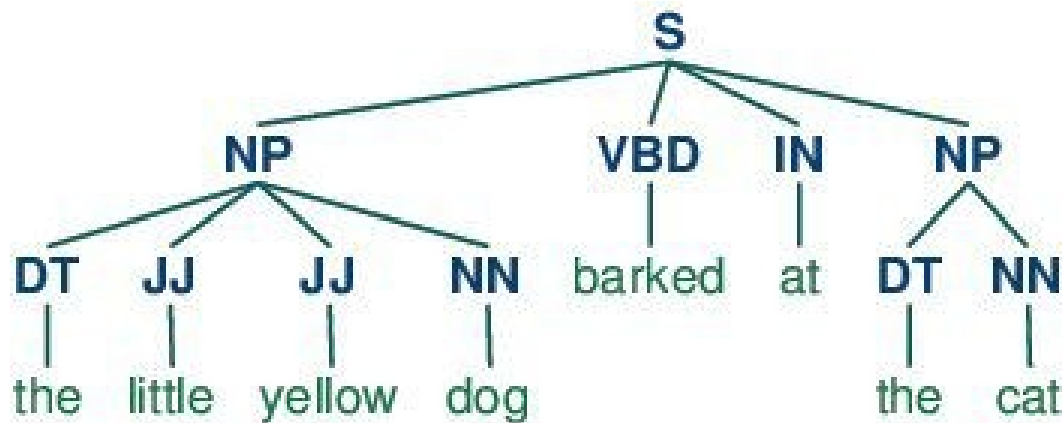 S
NP VBD IN NP
DT JJ JJ NN barked at DT NN
the little yellow dog the cat